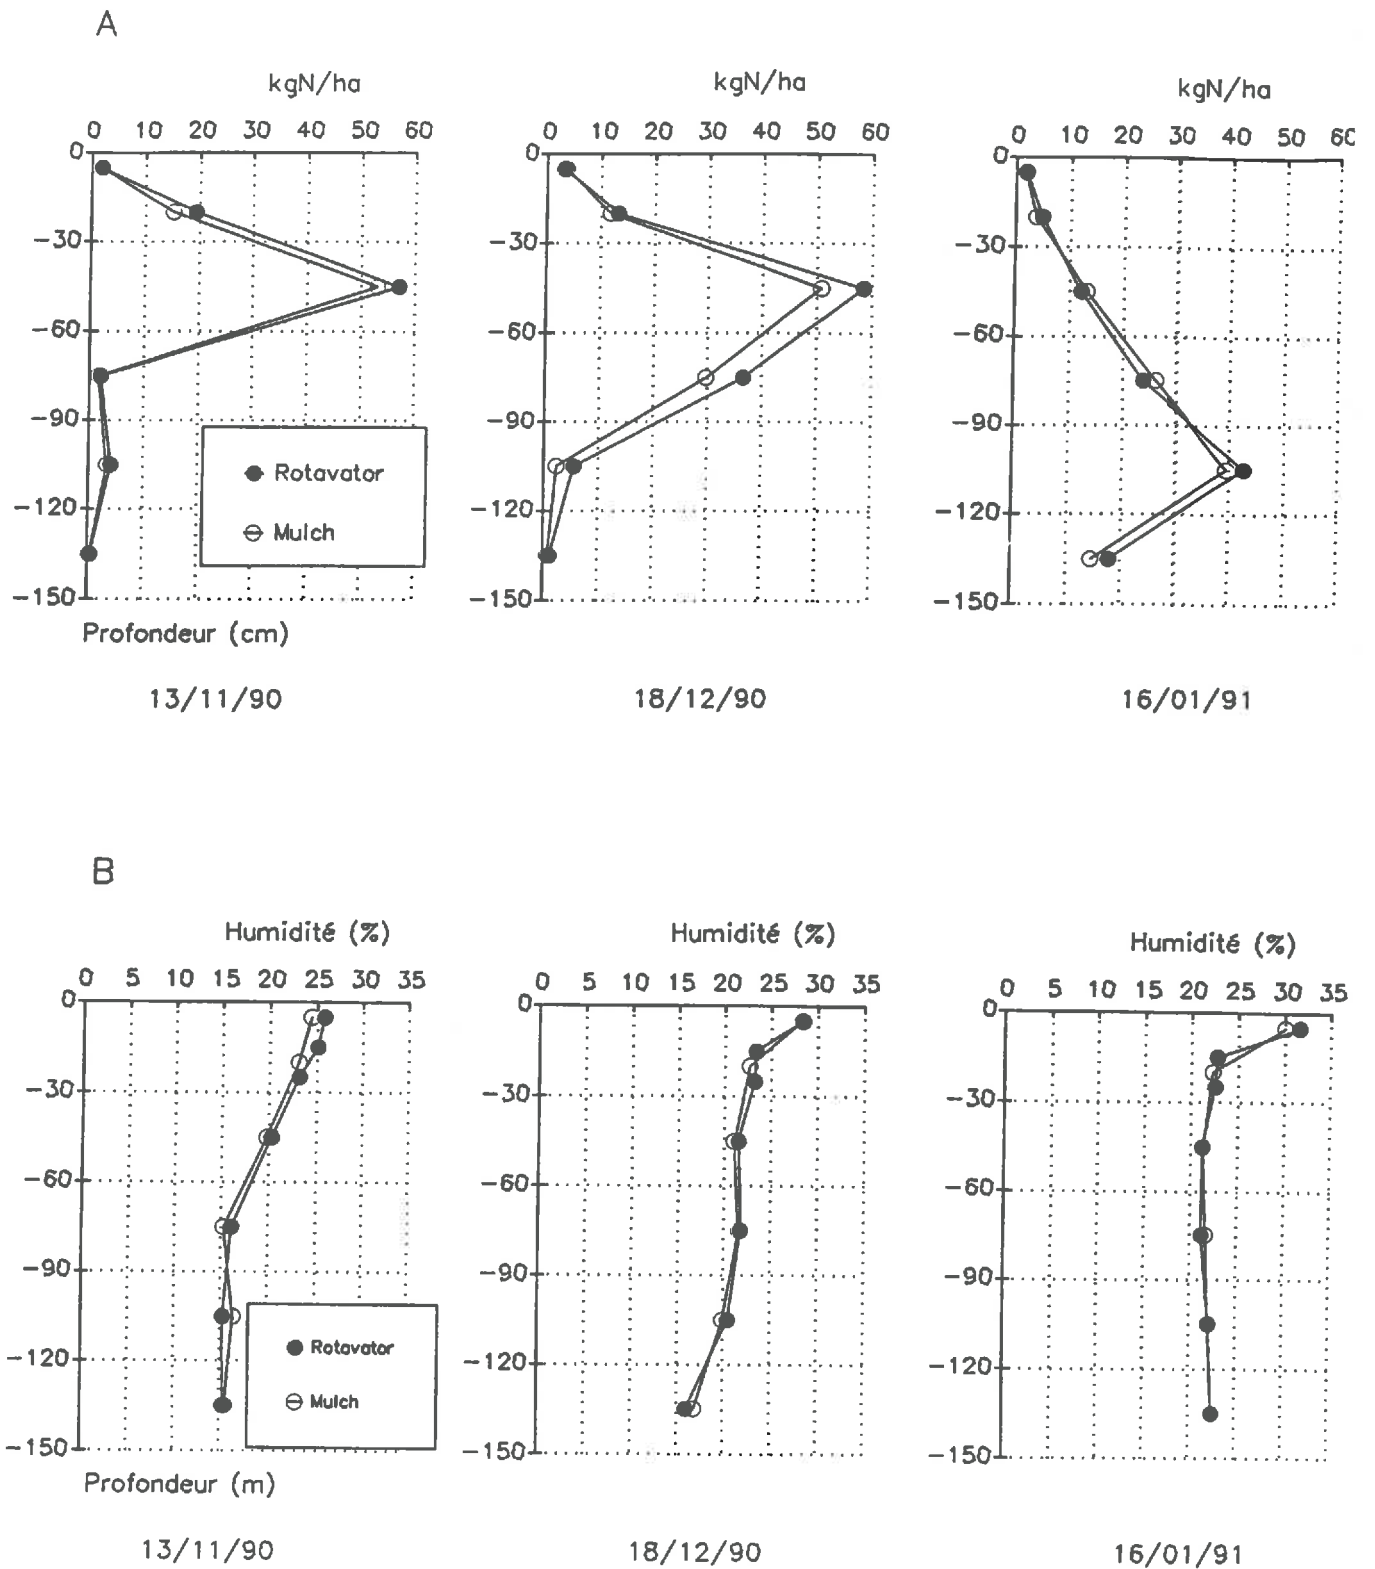 A
kgN/ha kgN/ha kgN/ha
0 10 20 30 40 50 60 0 10 20 30 40 50 60 0 10 20 30 40 50 60
0 0 0
-30 -30 -30
-60 -60 -60
-90 -90 -90
Rotavator
-120 -120 -120
Mulch
-150 -150 -150
Profondeur (cm)
13/11/90 18/12/90 16/01/91
B
Humidité (%) Humidité (%) Humidité (%)
0 5 10 15 20 25 30 35 0 5 10 15 20 25 30 35 0 5 10 15 20 25 30 35
0 0 0
-30 -30 -30
-60 -60 -60
-90 -90 -90
Rotavator
-120 -120 -120
Mulch
-150 -150 -150
Profondeur (m)
13/11/90 18/12/90 16/01/91